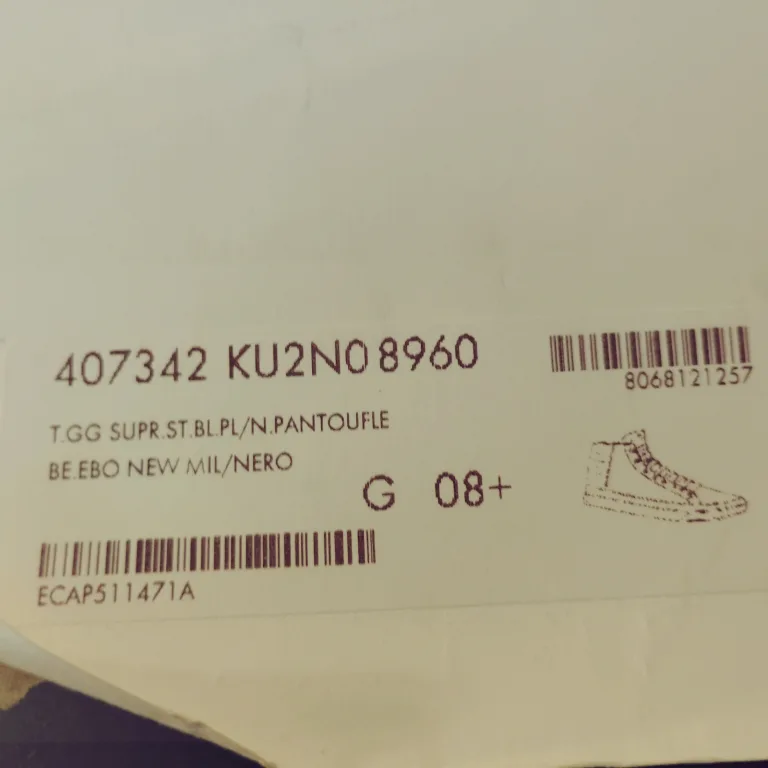 407342 KU2N0 8960
8068121257
T.GG SUPR.ST.BL.PL/N.PANTOUFLE
BE.EBO NEW MIL/NERO
G 08+
ECAP511471A